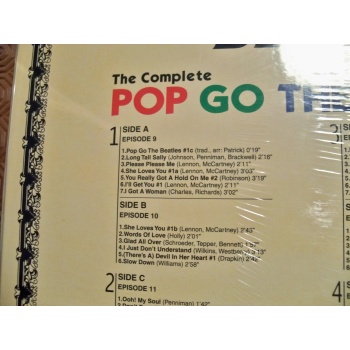 The Complete
POP GO THE
1 SIDE A
EPISODE 9
1.Pop Go The Beatles #1c (trad., arr. Patrick) 0'19"
2.Long Tall Sally (Johnson, Penniman, Brackwell) 2'16"
3.Please Please Me (Lennon, McCartney) 2'11"
4.She Loves You #1a (Lennon, McCartney) 3'03"
5.You Really Got a Hold On Me #2 (Robinson) 3'19"
6.I'll Get You #1 (Lennon, McCartney) 2'11"
7.I Got A Woman (Charles, Richarde) 3'02"
SIDE B
EPISODE 10
1.She Loves You #1b (Lennon, McCartney) 2'43"
2.Words Of Love (Holly) 2'01"
3.Glad All Over (Schroeder, Tepper, Bennett)
4.I Just Don't Understand (Wilkins, Westberry)
5.(There's A) Devil In Her Heart #1 (Drapkin)
6.Slow Down (Williams) 2'58"
2 SIDE C
EPISODE 11
1.Ooh! My Soul (Penniman) 1'42"
3
4